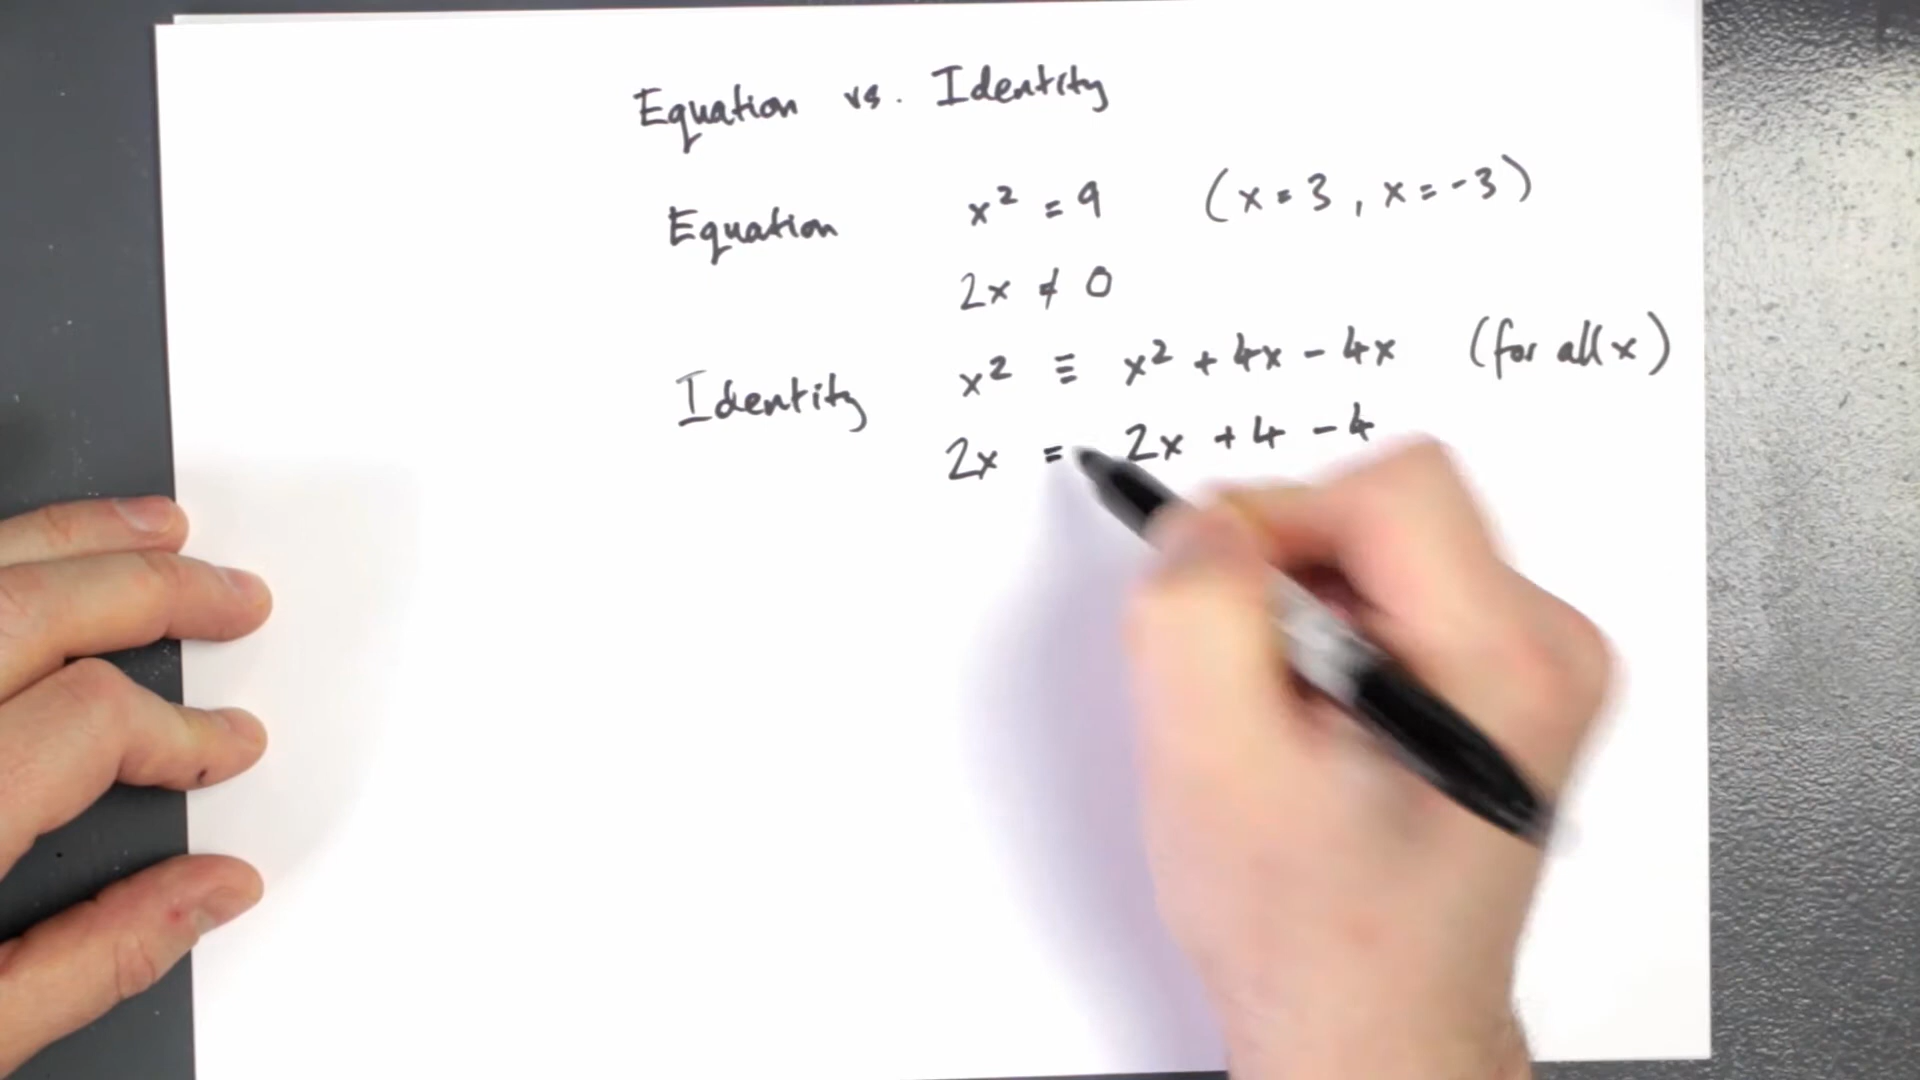 Equation vs. Identity
Equation x² = 9 (x = 3, x = -3)
2x ≠ 0
Identity x² ≡ x² + 4x - 4x (for all x)
2x = 2x + 4 - 4